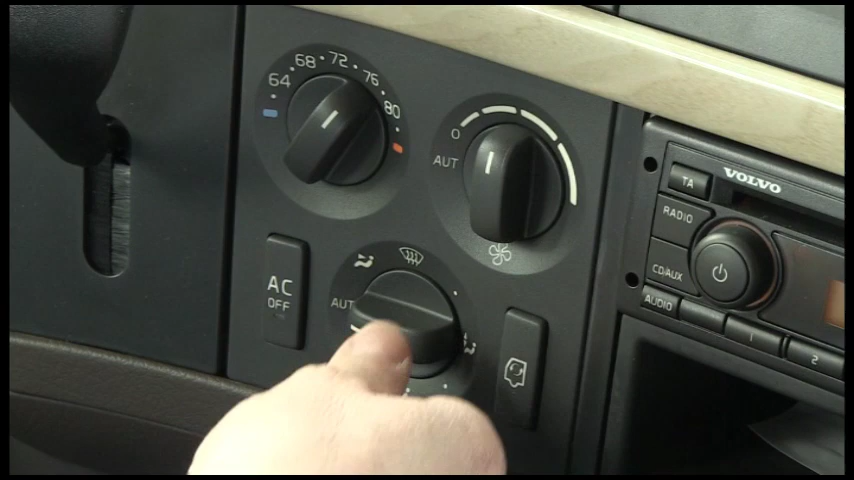 64 · 68 · 72 · 76 · 80
0
AUT
AC
OFF
AUT
VOLVO
TA
RADIO
CD/AUX
AUDIO
1
2